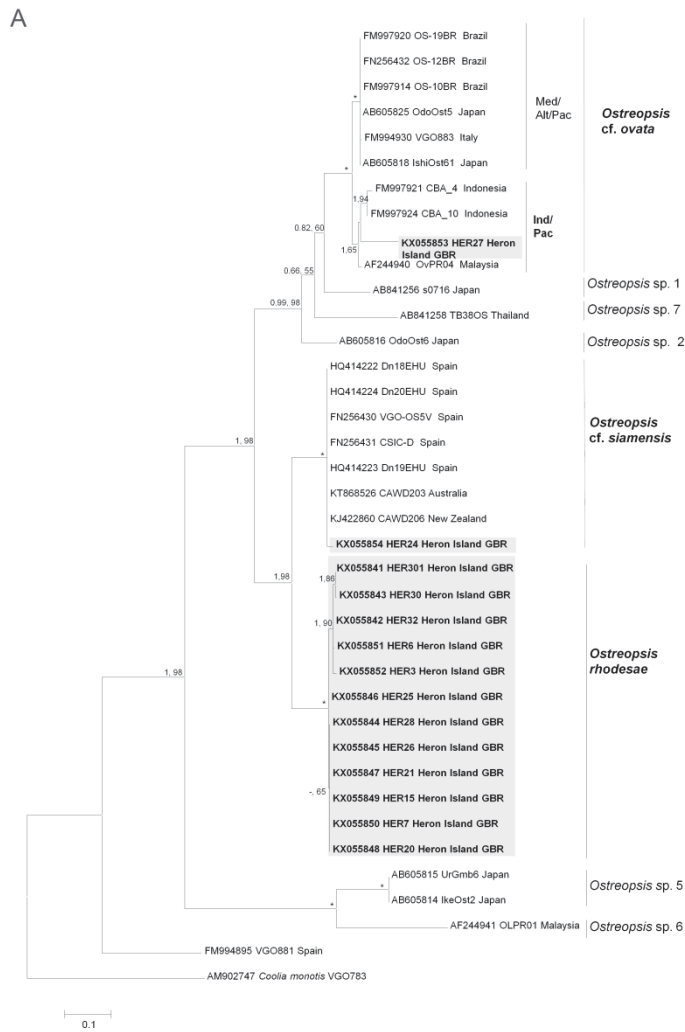 A
FM997920 OS-19BR Brazil
FN256432 OS-12BR Brazil
FM997914 OS-10BR Brazil
AB605825 OdoOst5 Japan
FM994930 VGO883 Italy
AB605818 IshiOst61 Japan
Med/
Alt/Pac
Ostreopsis
cf. ovata
*
*
FM997921 CBA_4 Indonesia
1,94
FM997924 CBA_10 Indonesia
KX055853 HER27 Heron
Island GBR
1,65
AF244940 OvPR04 Malaysia
Ind/
Pac
0.82, 60
AB841256 s0716 Japan
Ostreopsis sp. 1
0.66, 55
AB841258 TB38OS Thailand
Ostreopsis sp. 7
0.99, 98
AB605816 OdoOst6 Japan
Ostreopsis sp. 2
HQ414222 Dn18EHU Spain
HQ414224 Dn20EHU Spain
FN256430 VGO-OS5V Spain
FN256431 CSIC-D Spain
HQ414223 Dn19EHU Spain
KT868526 CAWD203 Australia
KJ422860 CAWD206 New Zealand
KX055854 HER24 Heron Island GBR
Ostreopsis
cf. siamensis
1, 98
*
1,98
KX055841 HER301 Heron Island GBR
1,86
KX055843 HER30 Heron Island GBR
KX055842 HER32 Heron Island GBR
1, 90
KX055851 HER6 Heron Island GBR
KX055852 HER3 Heron Island GBR
KX055846 HER25 Heron Island GBR
KX055844 HER28 Heron Island GBR
KX055845 HER26 Heron Island GBR
KX055847 HER21 Heron Island GBR
KX055849 HER15 Heron Island GBR
KX055850 HER7 Heron Island GBR
KX055848 HER20 Heron Island GBR
Ostreopsis
rhodesae
1, 98
*
-, 65
AB605815 UrGmb6 Japan
AB605814 IkeOst2 Japan
Ostreopsis sp. 5
*
*
AF244941 OLPR01 Malaysia
Ostreopsis sp. 6
FM994895 VGO881 Spain
AM902747 Coolia monotis VGO783
0.1